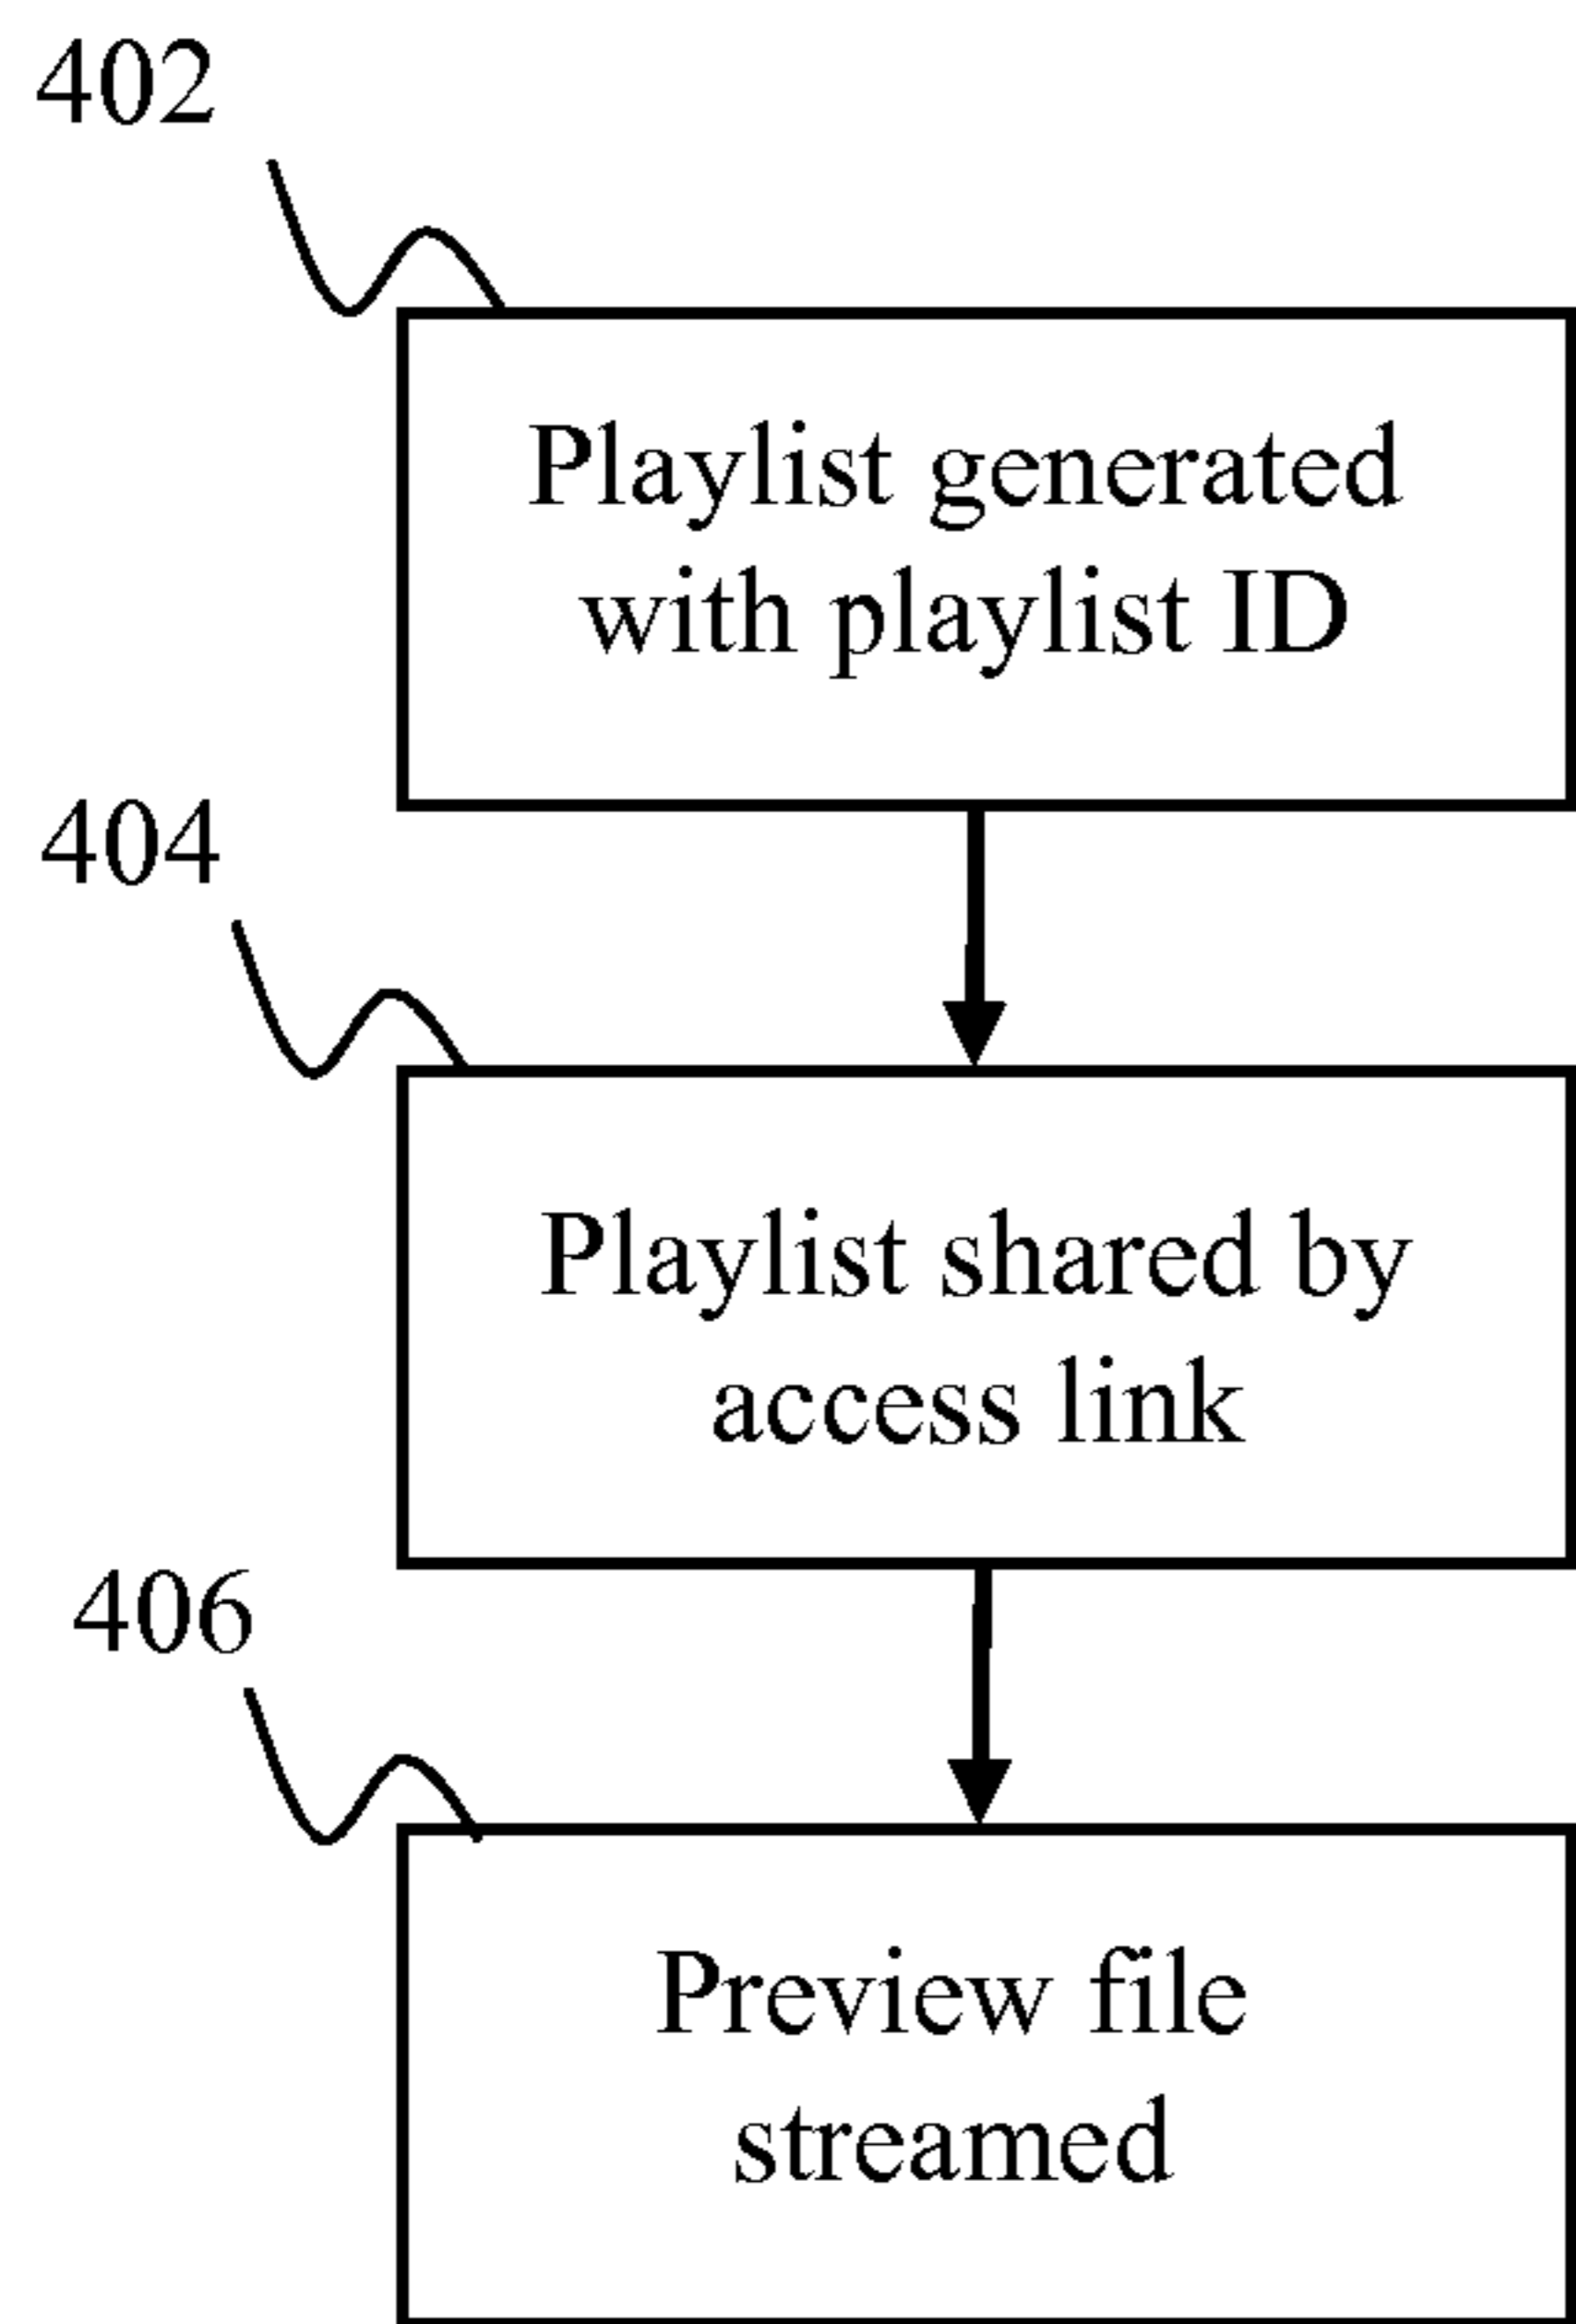 402
Playlist generated
with playlist ID
404
Playlist shared by
access link
406
Preview file
streamed